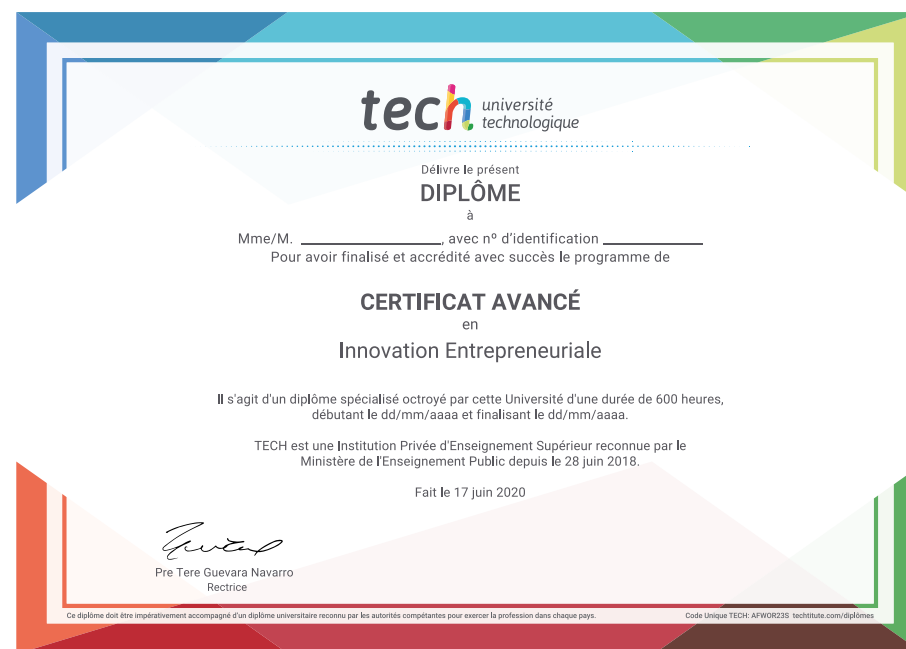 tech université
technologique
Délivre le présent
DIPLÔME
à
Mme/M. ____________________, avec nº d'identification ______________
Pour avoir finalisé et accrédité avec succès le programme de
CERTIFICAT AVANCÉ
en
Innovation Entrepreneuriale
Il s'agit d'un diplôme spécialisé octroyé par cette Université d'une durée de 600 heures,
débutant le dd/mm/aaaa et finalisant le dd/mm/aaaa.
TECH est une Institution Privée d'Enseignement Supérieur reconnue par le
Ministère de l'Enseignement Public depuis le 28 juin 2018.
Fait le 17 juin 2020
Pre Tere Guevara Navarro
Rectrice
Ce diplôme doit être impérativement accompagné d'un diplôme universitaire reconnu par les autorités compétantes pour exercer la profession dans chaque pays.
Code Unique TECH: AFWOR23S techtitute.com/diplômes